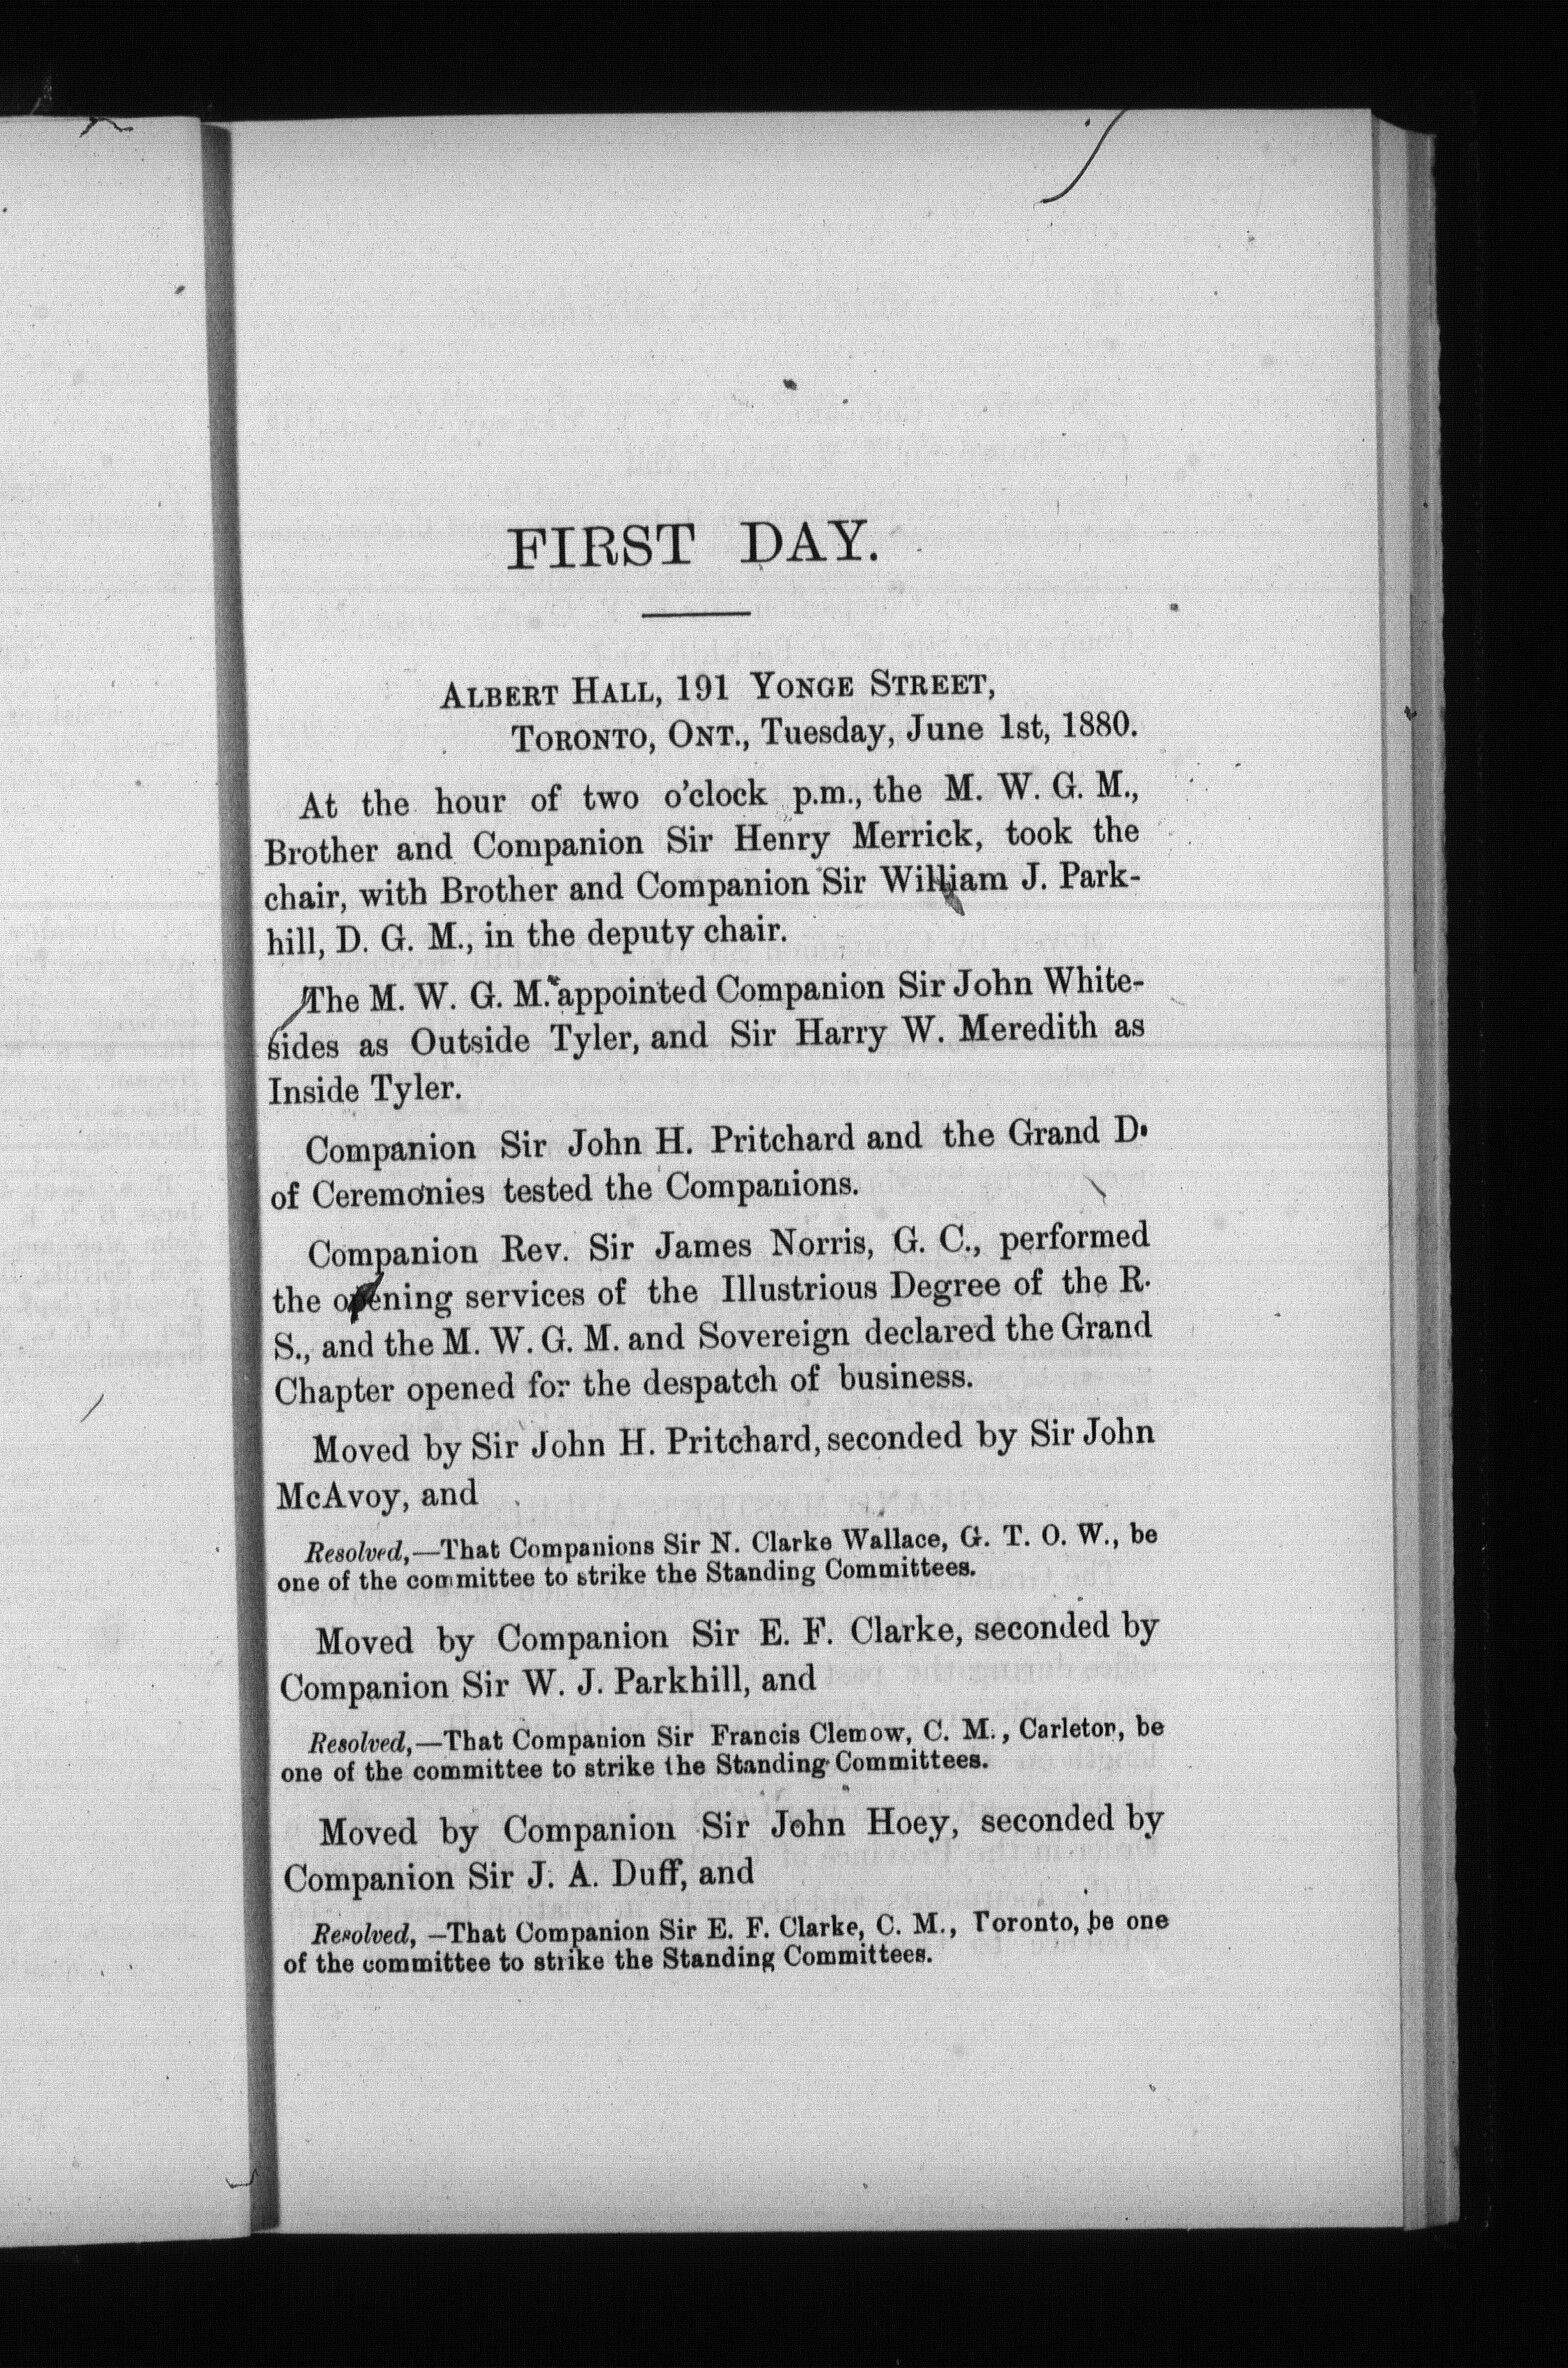 FIRST DAY.
ALBERT HALL, 191 YONGE STREET,
TORONTO, ONT., Tuesday, June 1st, 1880.
At the hour of two o'clock p.m., the M. W. G. M.,
Brother and Companion Sir Henry Merrick, took the
chair, with Brother and Companion Sir William J. Park-
hill, D. G. M., in the deputy chair.
The M. W. G. M. appointed Companion Sir John White-
sides as Outside Tyler, and Sir Harry W. Meredith as
Inside Tyler.
Companion Sir John H. Pritchard and the Grand D.
of Ceremonies tested the Companions.
Companion Rev. Sir James Norris, G. C., performed
the opening services of the Illustrious Degree of the R.
S., and the M. W. G. M. and Sovereign declared the Grand
Chapter opened for the despatch of business.
Moved by Sir John H. Pritchard, seconded by Sir John
McAvoy, and
Resolved,—That Companions Sir N. Clarke Wallace, G. T. O. W., be
one of the committee to strike the Standing Committees.
Moved by Companion Sir E. F. Clarke, seconded by
Companion Sir W. J. Parkhill, and
Resolved,—That Companion Sir Francis Clemow, C. M., Carleton, be
one of the committee to strike the Standing Committees.
Moved by Companion Sir John Hoey, seconded by
Companion Sir J. A. Duff, and
Resolved,—That Companion Sir E. F. Clarke, C. M., Toronto, be one
of the committee to strike the Standing Committees.